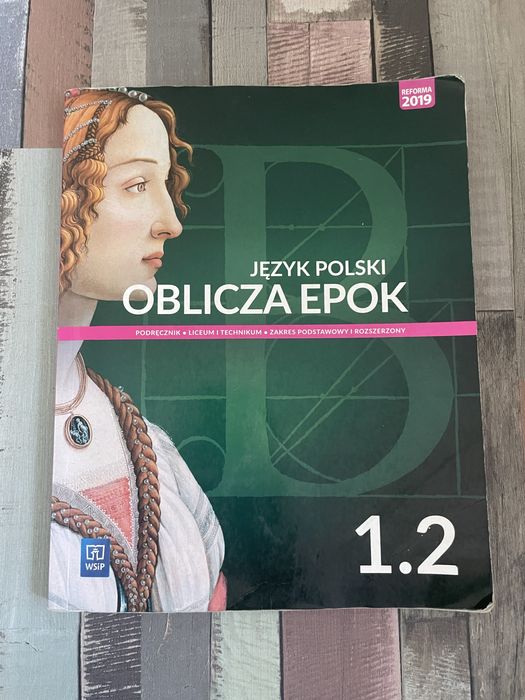 REFORMA
2019
JĘZYK POLSKI
OBLICZA EPOK
PODRĘCZNIK • LICEUM I TECHNIKUM • ZAKRES PODSTAWOWY I ROZSZERZONY
1.2
WSiP